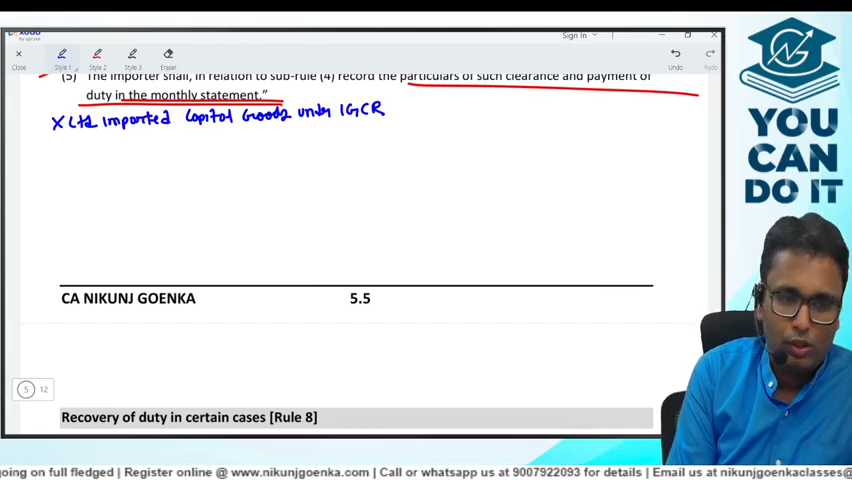 Sign In
Close
Style 1
Style 2
Style 3
Eraser
Undo
Redo
(5) The importer shall, in relation to sub-rule (4) record the particulars of such clearance and payment of
duty in the monthly statement."
X Ltd imported Capital Goods under IGCR
CA NIKUNJ GOENKA 5.5
5 12
Recovery of duty in certain cases [Rule 8]
YOU
CAN
DO IT
going on full fledged | Register online @ www.nikunjgoenka.com | Call or whatsapp us at 9007922093 for details | Email us at nikunjgoenkaclasses@